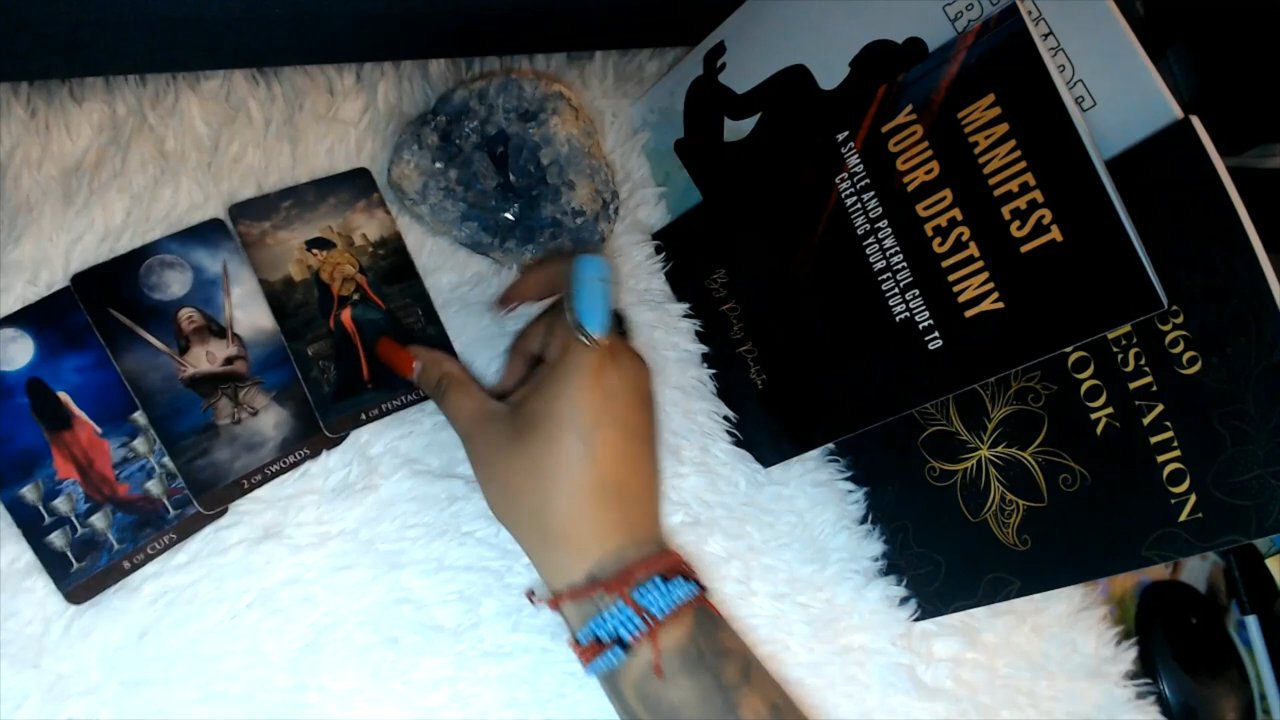 8 OF CUPS
2 OF SWORDS
4 OF PENTAC
MANIFEST
YOUR DESTINY
A SIMPLE AND POWERFUL GUIDE TO
CREATING YOUR FUTURE
369
ESTATION
OOK